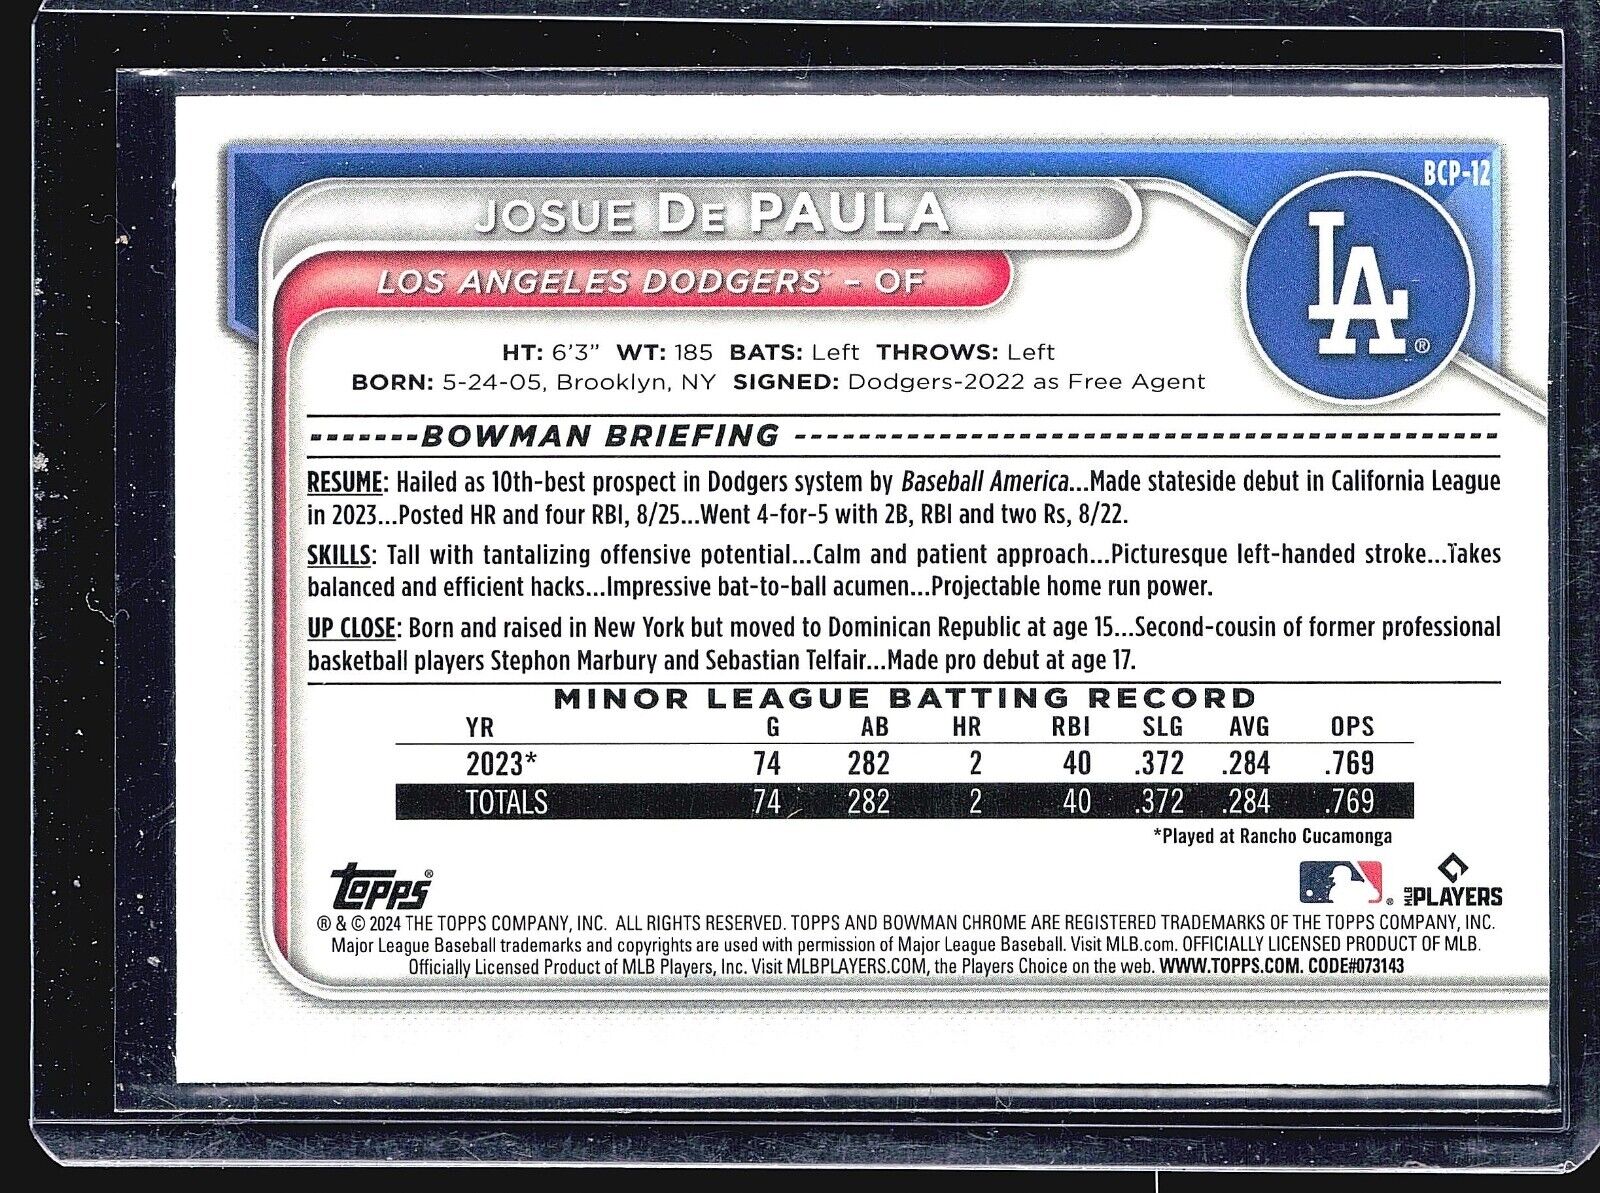 BCP-12
JOSUE DE PAULA
LOS ANGELES DODGERS™ – OF
LA ®
HT: 6'3" WT: 185 BATS: Left THROWS: Left
BORN: 5-24-05, Brooklyn, NY SIGNED: Dodgers-2022 as Free Agent
BOWMAN BRIEFING
RESUME: Hailed as 10th-best prospect in Dodgers system by Baseball America...Made stateside debut in California League
in 2023...Posted HR and four RBI, 8/25...Went 4-for-5 with 2B, RBI and two Rs, 8/22.
SKILLS: Tall with tantalizing offensive potential...Calm and patient approach...Picturesque left-handed stroke...Takes
balanced and efficient hacks...Impressive bat-to-ball acumen...Projectable home run power.
UP CLOSE: Born and raised in New York but moved to Dominican Republic at age 15...Second-cousin of former professional
basketball players Stephon Marbury and Sebastian Telfair...Made pro debut at age 17.
MINOR LEAGUE BATTING RECORD
YR G AB HR RBI SLG AVG OPS
2023* 74 282 2 40 .372 .284 .769
TOTALS 74 282 2 40 .372 .284 .769
*Played at Rancho Cucamonga
Topps® ® MLB PLAYERS
® & © 2024 THE TOPPS COMPANY, INC. ALL RIGHTS RESERVED. TOPPS AND BOWMAN CHROME ARE REGISTERED TRADEMARKS OF THE TOPPS COMPANY, INC.
Major League Baseball trademarks and copyrights are used with permission of Major League Baseball. Visit MLB.com. OFFICIALLY LICENSED PRODUCT OF MLB.
Officially Licensed Product of MLB Players, Inc. Visit MLBPLAYERS.COM, the Players Choice on the web. WWW.TOPPS.COM. CODE#073143